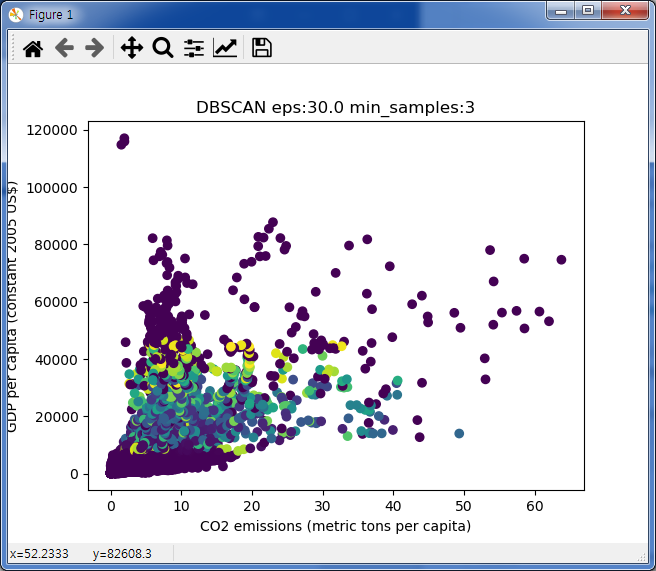 Figure 1
DBSCAN eps:30.0 min_samples:3
GDP per capita (constant 2005 US$)
120000
100000
80000
60000
40000
20000
0
0 10 20 30 40 50 60
CO2 emissions (metric tons per capita)
x=52.2333 y=82608.3